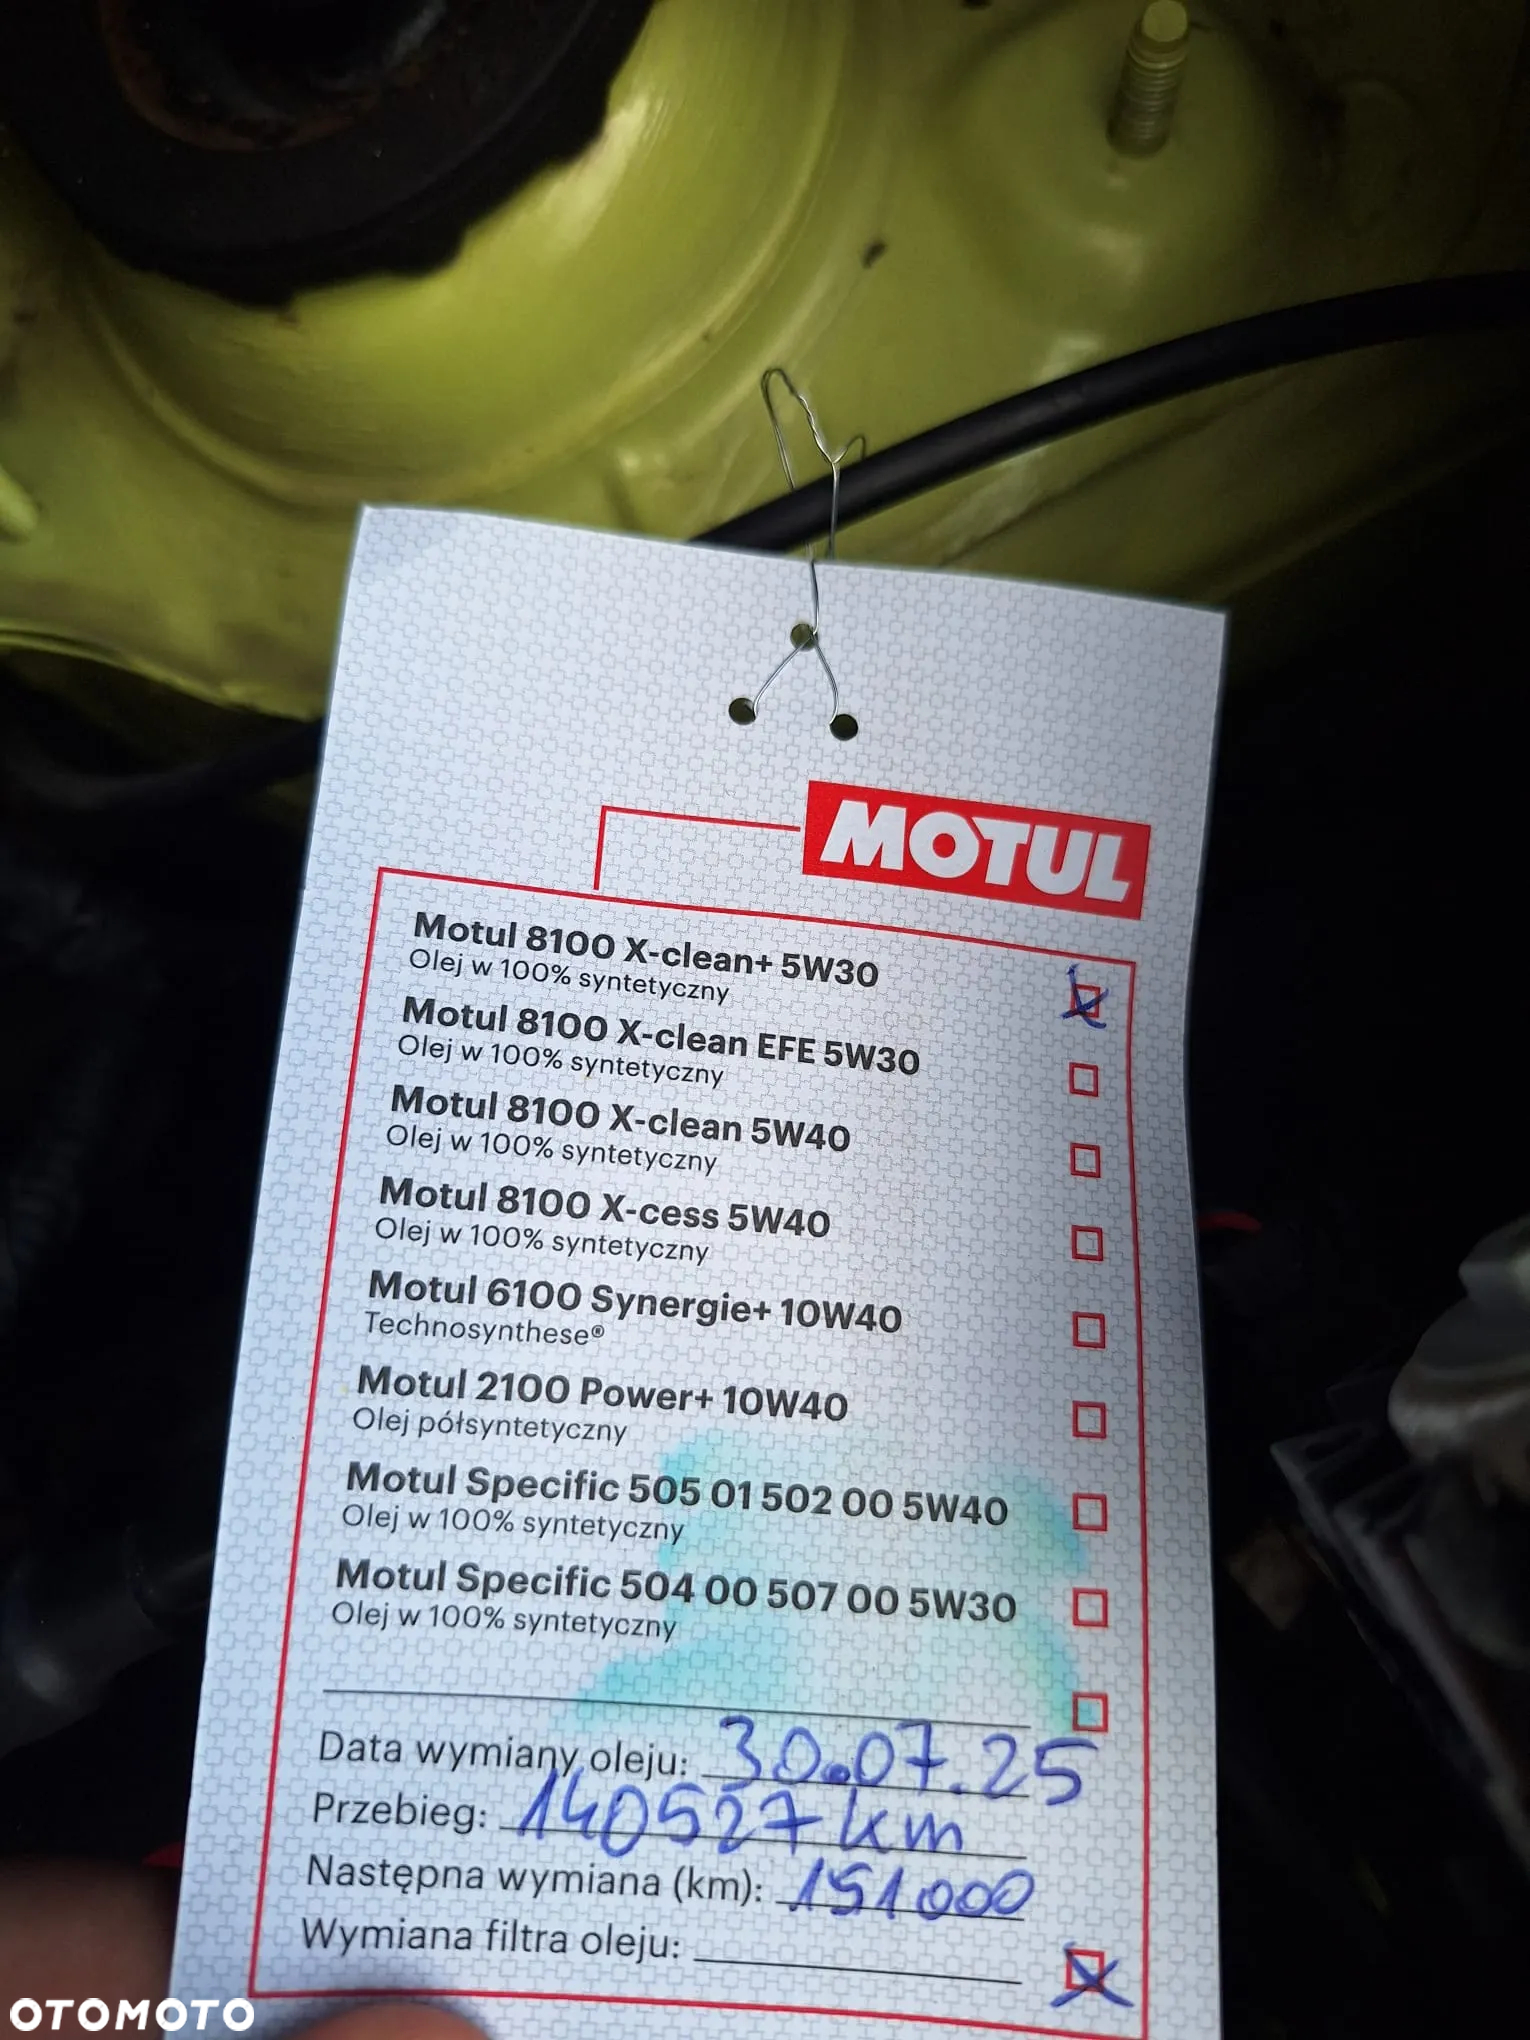 MOTUL
Motul 8100 X-clean+ 5W30
Olej w 100% syntetyczny
Motul 8100 X-clean EFE 5W30
Olej w 100% syntetyczny
Motul 8100 X-clean 5W40
Olej w 100% syntetyczny
Motul 8100 X-cess 5W40
Olej w 100% syntetyczny
Motul 6100 Synergie+ 10W40
Technosynthese®
Motul 2100 Power+ 10W40
Olej półsyntetyczny
Motul Specific 505 01 502 00 5W40
Olej w 100% syntetyczny
Motul Specific 504 00 507 00 5W30
Olej w 100% syntetyczny
Data wymiany oleju: 30.07.25
Przebieg: 140527 km
Następna wymiana (km): 151000
Wymiana filtra oleju:
OTOMOTO